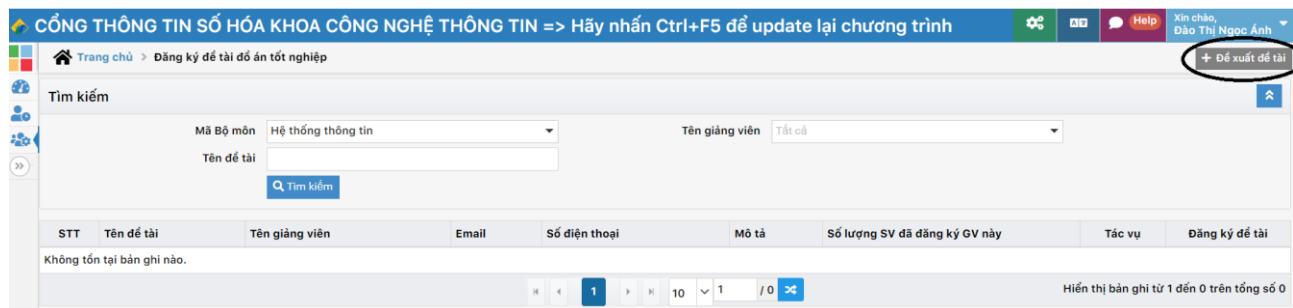 CỔNG THÔNG TIN SỐ HÓA KHOA CÔNG NGHỆ THÔNG TIN => Hãy nhấn Ctrl+F5 để update lại chương trình
Help
Xin chào,
Đào Thị Ngọc Ánh
Trang chủ > Đăng ký đề tài đồ án tốt nghiệp
+ Đề xuất đề tài
Tìm kiếm
Mã Bộ môn Hệ thống thông tin Tên giảng viên Tất cả
Tên đề tài
Tìm kiếm
STT Tên đề tài Tên giảng viên Email Số điện thoại Mô tả Số lượng SV đã đăng ký GV này Tác vụ Đăng ký đề tài
Không tồn tại bản ghi nào.
1 10 1 / 0 Hiển thị bản ghi từ 1 đến 0 trên tổng số 0